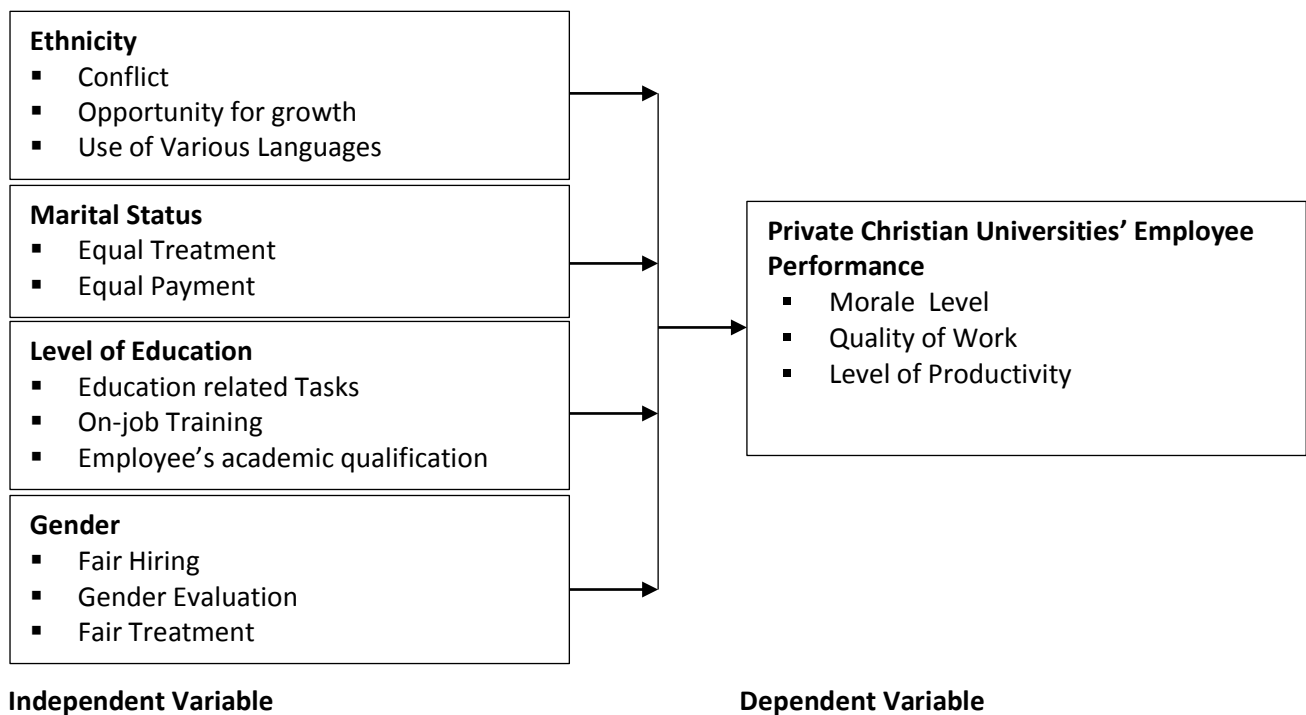 Ethnicity
▪ Conflict
▪ Opportunity for growth
▪ Use of Various Languages
Marital Status
▪ Equal Treatment
▪ Equal Payment
Level of Education
▪ Education related Tasks
▪ On-job Training
▪ Employee’s academic qualification
Gender
▪ Fair Hiring
▪ Gender Evaluation
▪ Fair Treatment
Independent Variable
Private Christian Universities’ Employee
Performance
▪ Morale Level
▪ Quality of Work
▪ Level of Productivity
Dependent Variable